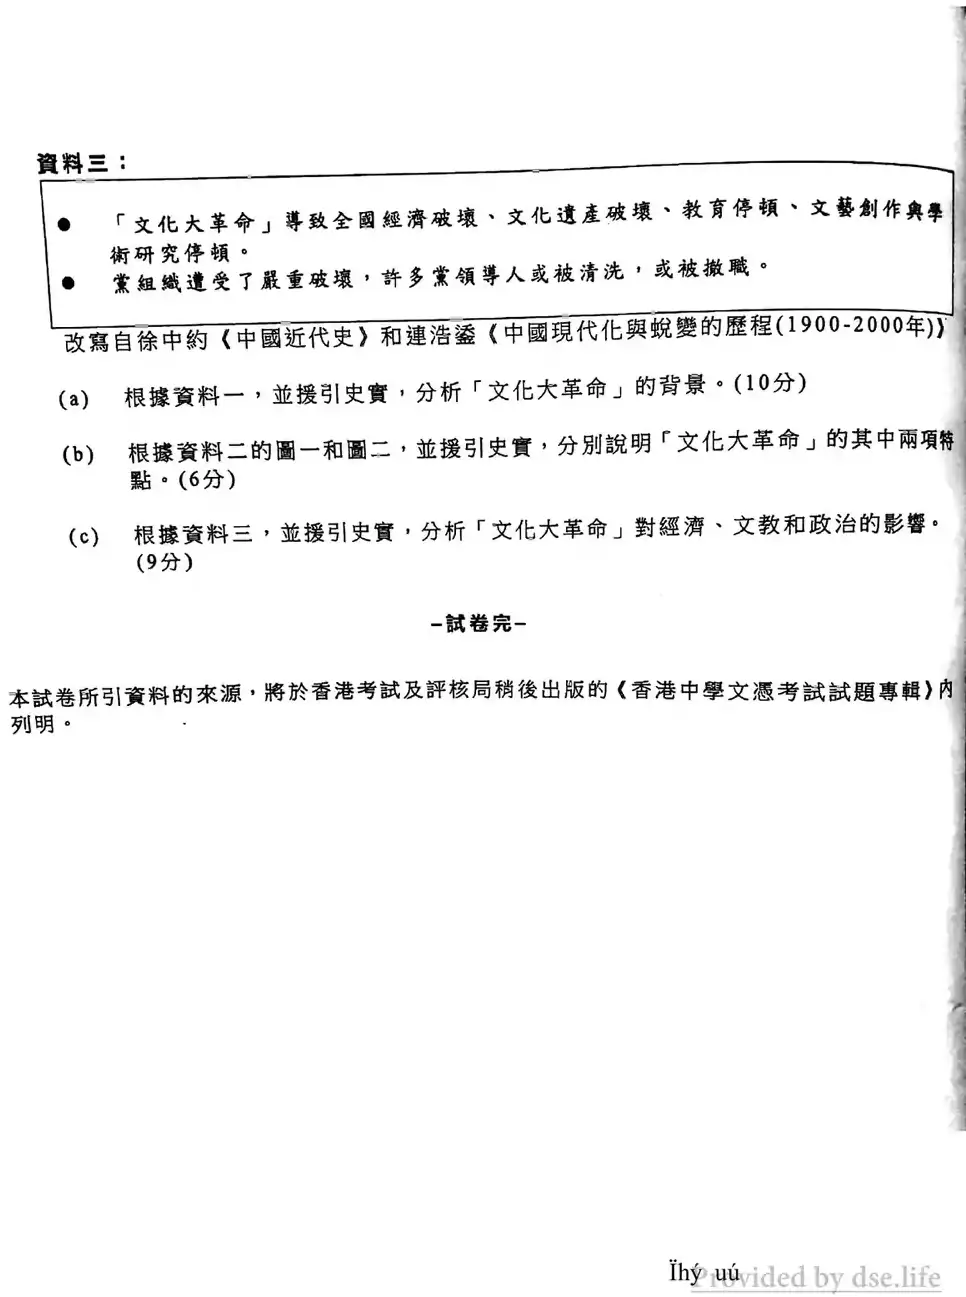 資料三：
● 「文化大革命」導致全國經濟破壞、文化遺產破壞、教育停頓、文藝創作與學
術研究停頓。
● 黨組織遭受了嚴重破壞，許多黨領導人或被清洗，或被撤職。
改寫自徐中約《中國近代史》和連浩鋈《中國現代化與蛻變的歷程(1900-2000年)》
(a) 根據資料一，並援引史實，分析「文化大革命」的背景。(10分)
(b) 根據資料二的圖一和圖二，並援引史實，分別說明「文化大革命」的其中兩項特
點。(6分)
(c) 根據資料三，並援引史實，分析「文化大革命」對經濟、文教和政治的影響。
(9分)
-試卷完-
本試卷所引資料的來源，將於香港考試及評核局稍後出版的《香港中學文憑考試試題專輯》內
列明。
Ïhý uú
Provided by dse.life